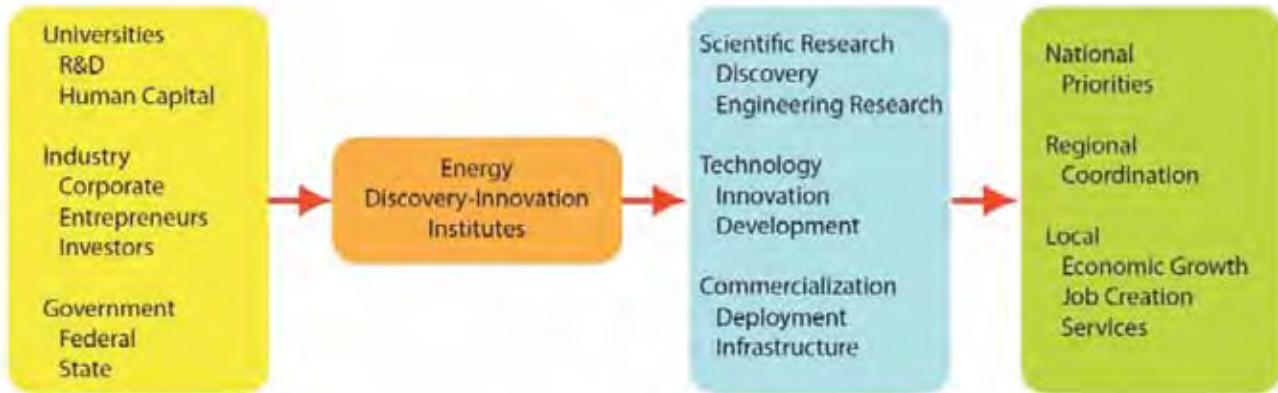 Universities
R&D
Human Capital
Industry
Corporate
Entrepreneurs
Investors
Government
Federal
State
Energy
Discovery-Innovation
Institutes
Scientific Research
Discovery
Engineering Research
Technology
Innovation
Development
Commercialization
Deployment
Infrastructure
National
Priorities
Regional
Coordination
Local
Economic Growth
Job Creation
Services